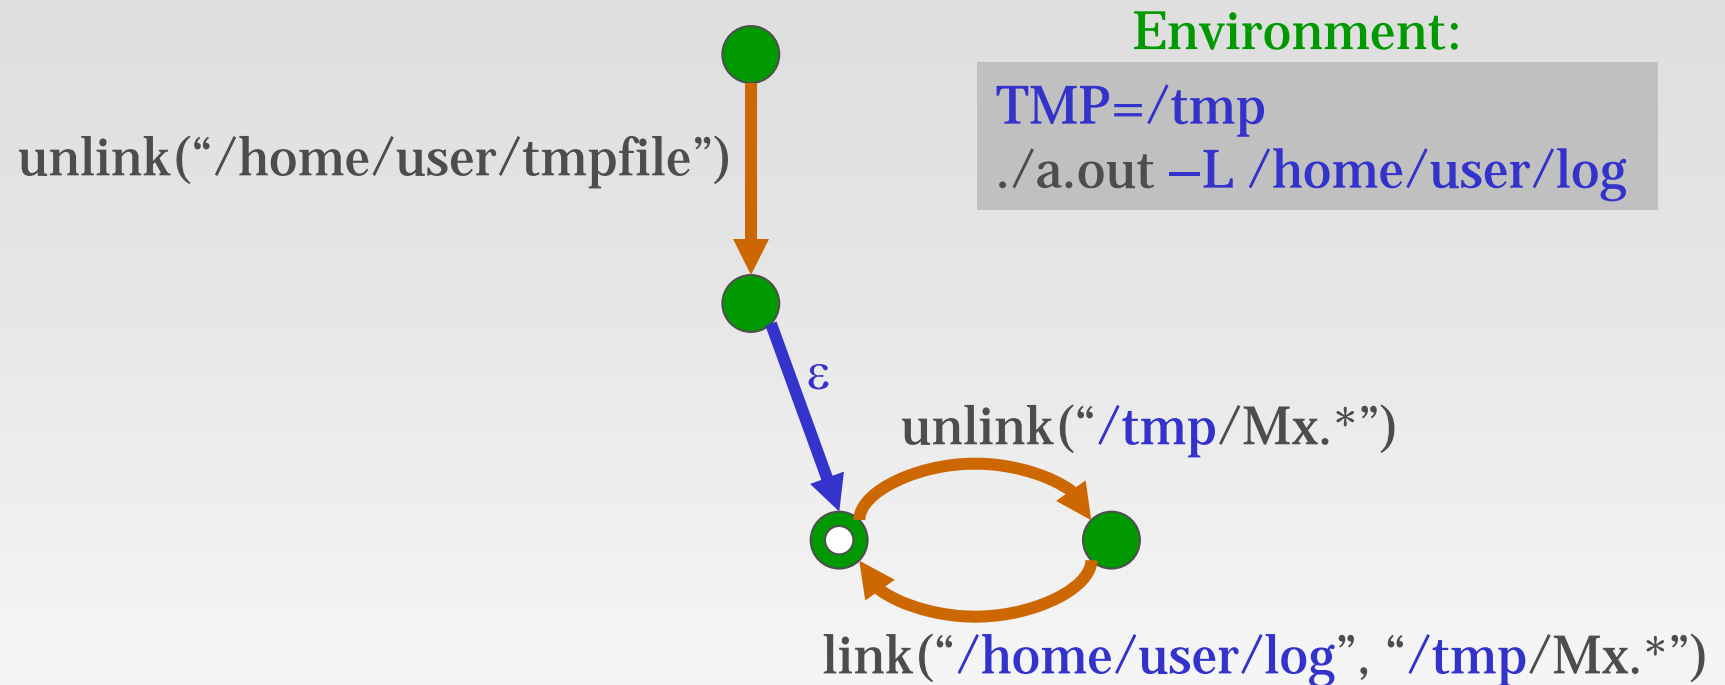 Environment:
TMP=/tmp
./a.out –L /home/user/log
unlink(“/home/user/tmpfile”)
ε
unlink(“/tmp/Mx.*”)
link(“/home/user/log”, “/tmp/Mx.*”)